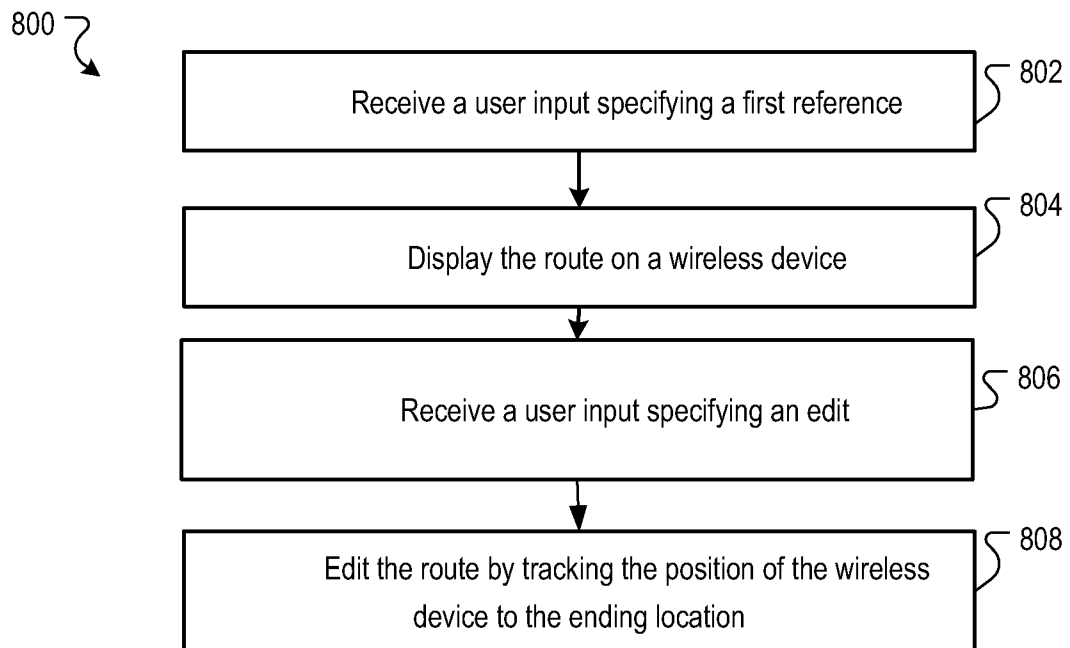 800
Receive a user input specifying a first reference
802
Display the route on a wireless device
804
Receive a user input specifying an edit
806
Edit the route by tracking the position of the wireless
device to the ending location
808